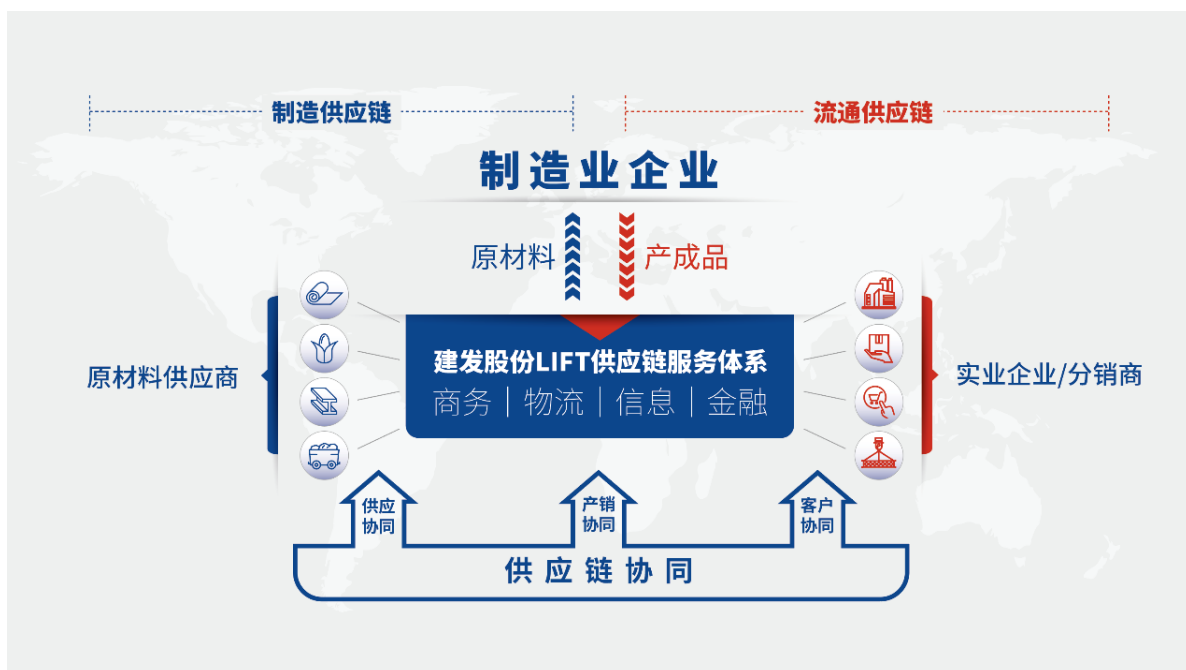 制造供应链
流通供应链
制造业企业
原材料
产成品
建发股份LIFT供应链服务体系
商务｜物流｜信息｜金融
原材料供应商
实业企业/分销商
供应
协同
产销
协同
客户
协同
供应链协同